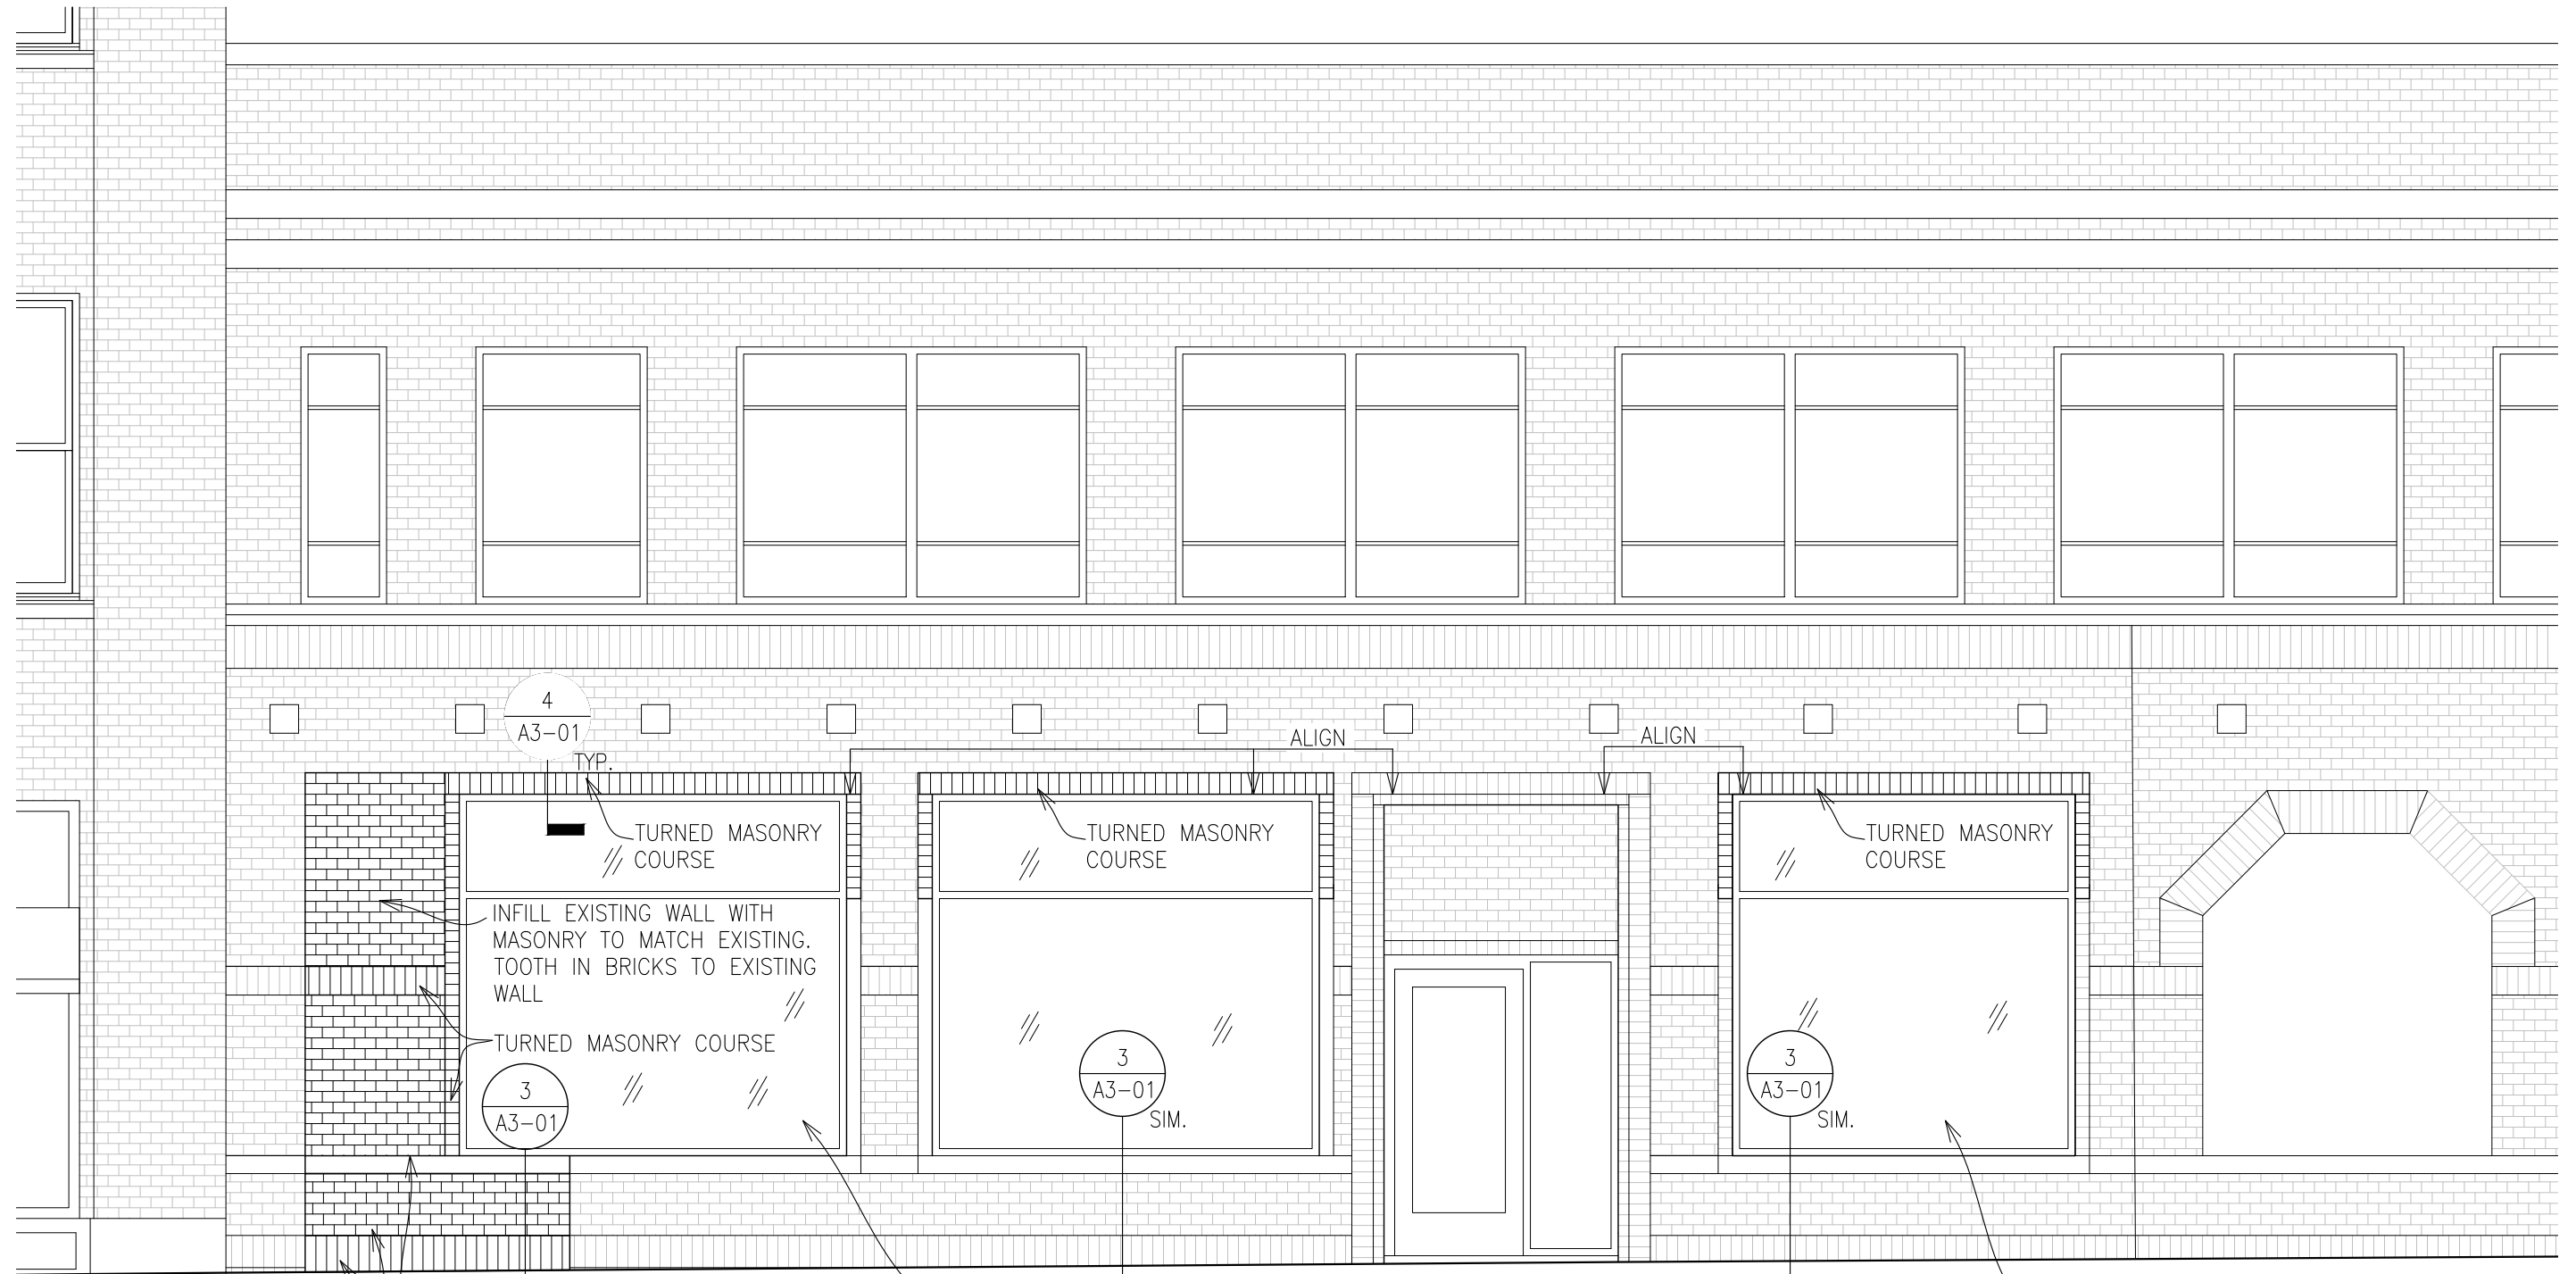 4
A3-01
TYP.
ALIGN
ALIGN
TURNED MASONRY
COURSE
TURNED MASONRY
COURSE
TURNED MASONRY
COURSE
INFILL EXISTING WALL WITH
MASONRY TO MATCH EXISTING.
TOOTH IN BRICKS TO EXISTING
WALL
TURNED MASONRY COURSE
3
A3-01
3
A3-01
SIM.
3
A3-01
SIM.